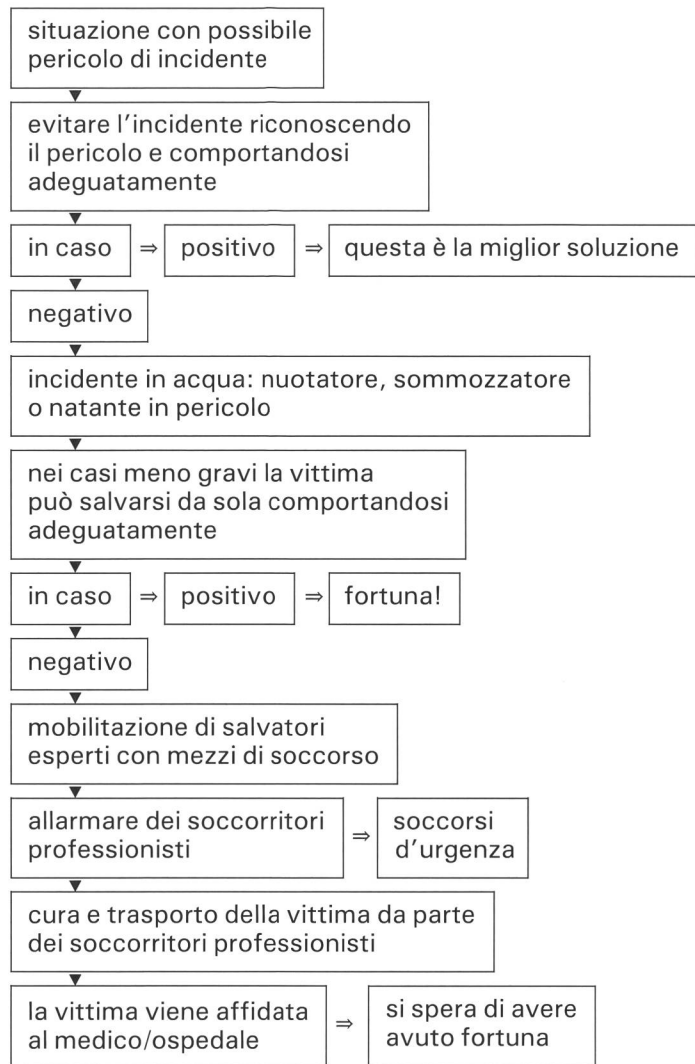 situazione con possibile
pericolo di incidente
evitare l'incidente riconoscendo
il pericolo e comportandosi
adeguatamente
in caso ⇒ positivo ⇒ questa è la miglior soluzione
negativo
incidente in acqua: nuotatore, sommozzatore
o natante in pericolo
nei casi meno gravi la vittima
può salvarsi da sola comportandosi
adeguatamente
in caso ⇒ positivo ⇒ fortuna!
negativo
mobilitazione di salvatori
esperti con mezzi di soccorso
allarmare dei soccorritori
professionisti
⇒
soccorsi
d'urgenza
cura e trasporto della vittima da parte
dei soccorritori professionisti
la vittima viene affidata
al medico/ospedale
⇒
si spera di avere
avuto fortuna